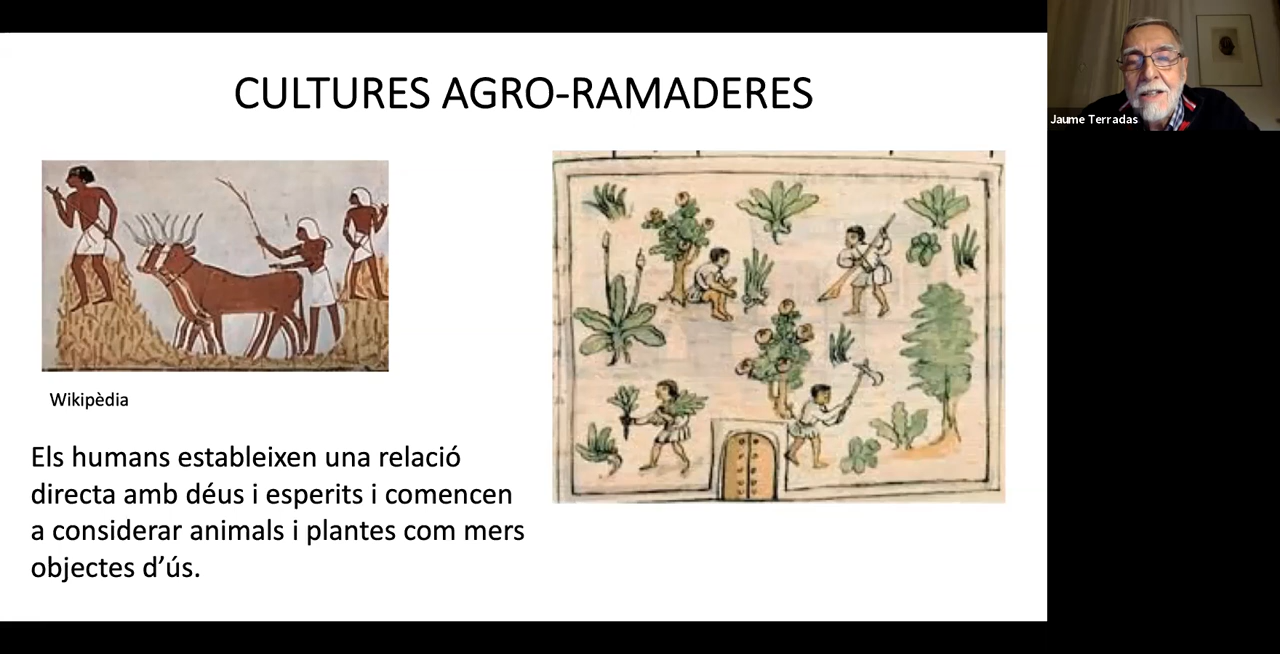 CULTURES AGRO-RAMADERES
Jaume Terradas
Wikipèdia
Els humans estableixen una relació
directa amb déus i esperits i comencen
a considerar animals i plantes com mers
objectes d’ús.